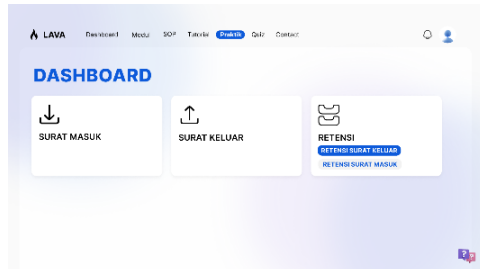 LAVA Dashboard Modul SOP Tutorial Praktik Quiz Contact
DASHBOARD
SURAT MASUK
SURAT KELUAR
RETENSI
RETENSI SURAT KELUAR
RETENSI SURAT MASUK